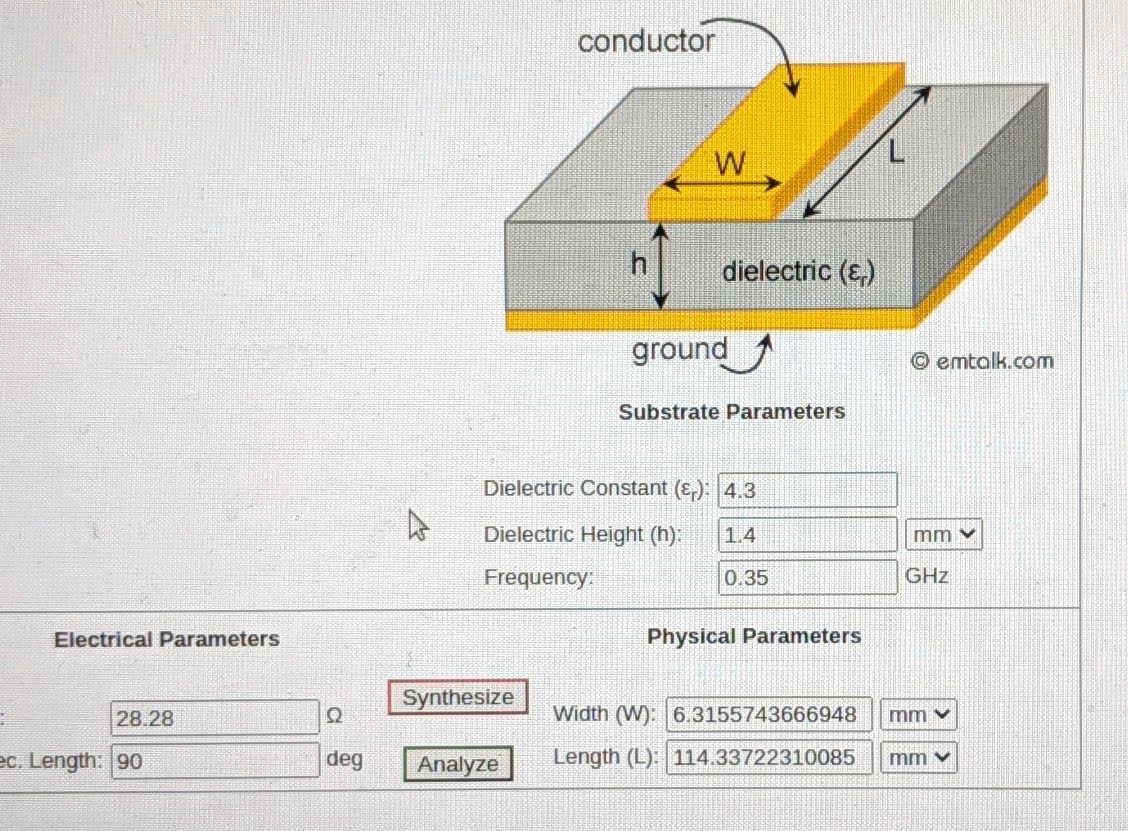 conductor
W
L
h
dielectric (εr)
ground
© emtalk.com
Substrate Parameters
Dielectric Constant (εr): 4.3
Dielectric Height (h): 1.4 mm
Frequency: 0.35 GHz
Electrical Parameters
Physical Parameters
Synthesize
: 28.28 Ω
Width (W): 6.3155743666948 mm
ec. Length: 90 deg
Analyze
Length (L): 114.33722310085 mm